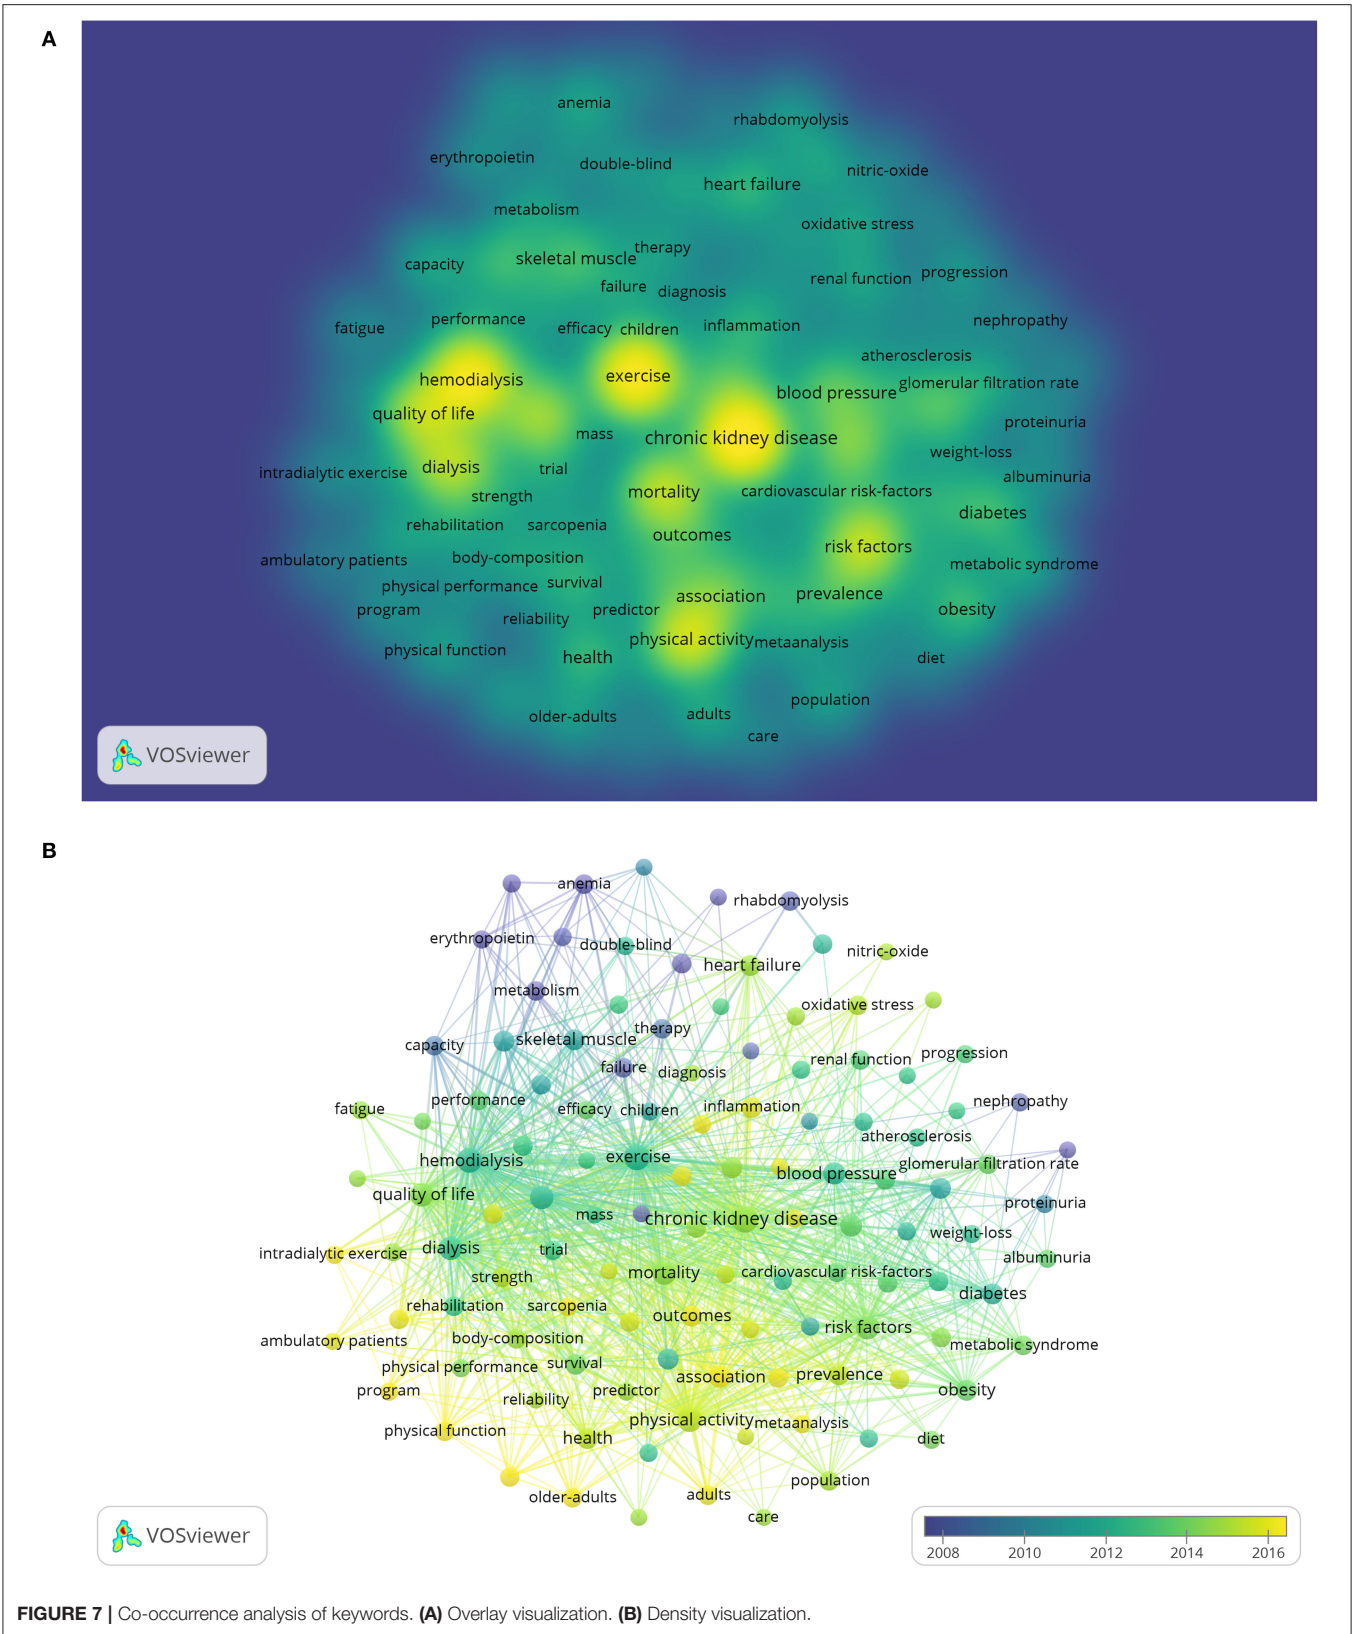 A
anemia
rhabdomyolysis
erythropoietin
double-blind
nitric-oxide
heart failure
metabolism
oxidative stress
therapy
skeletal muscle
capacity
progression
renal function
failure
diagnosis
performance
nephropathy
fatigue
efficacy
children
inflammation
atherosclerosis
hemodialysis
exercise
glomerular filtration rate
blood pressure
quality of life
proteinuria
mass
chronic kidney disease
weight-loss
intradialytic exercise
dialysis
trial
albuminuria
strength
mortality
cardiovascular risk-factors
diabetes
rehabilitation
sarcopenia
outcomes
risk factors
ambulatory patients
body-composition
metabolic syndrome
physical performance
survival
association
prevalence
program
reliability
predictor
obesity
physical activity
metaanalysis
physical function
health
diet
population
older-adults
adults
care
VOSviewer
B
anemia
rhabdomyolysis
erythropoietin
double-blind
nitric-oxide
heart failure
metabolism
oxidative stress
therapy
skeletal muscle
capacity
progression
renal function
failure
diagnosis
performance
nephropathy
fatigue
efficacy
children
inflammation
atherosclerosis
hemodialysis
exercise
glomerular filtration rate
blood pressure
quality of life
proteinuria
mass
chronic kidney disease
weight-loss
intradialytic exercise
dialysis
trial
albuminuria
strength
mortality
cardiovascular risk-factors
diabetes
rehabilitation
sarcopenia
outcomes
risk factors
ambulatory patients
body-composition
metabolic syndrome
physical performance
survival
association
prevalence
program
reliability
predictor
obesity
physical activity
metaanalysis
physical function
health
diet
population
older-adults
adults
care
VOSviewer
2008 2010 2012 2014 2016
FIGURE 7 | Co-occurrence analysis of keywords. (A) Overlay visualization. (B) Density visualization.